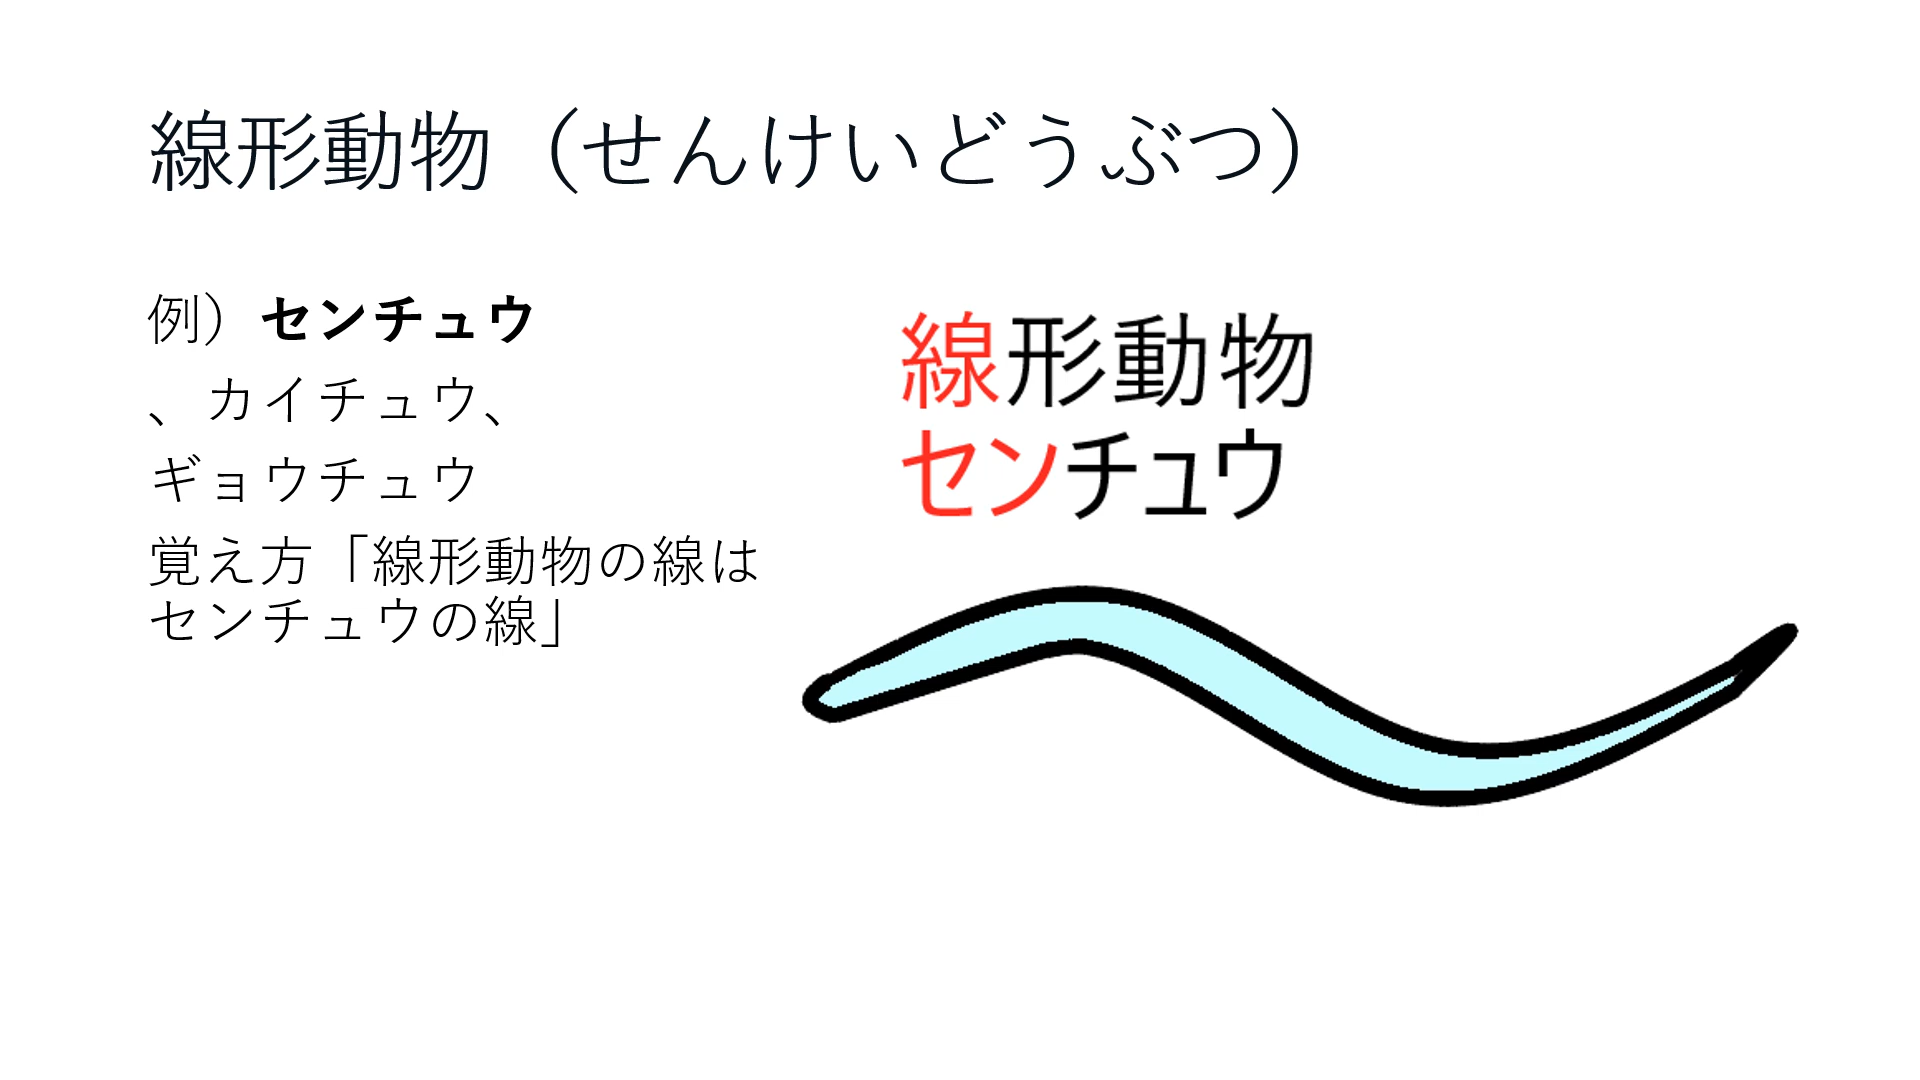 線形動物（せんけいどうぶつ）
例）センチュウ
、カイチュウ、
ギョウチュウ
覚え方「線形動物の線は
センチュウの線」
線形動物
センチュウ